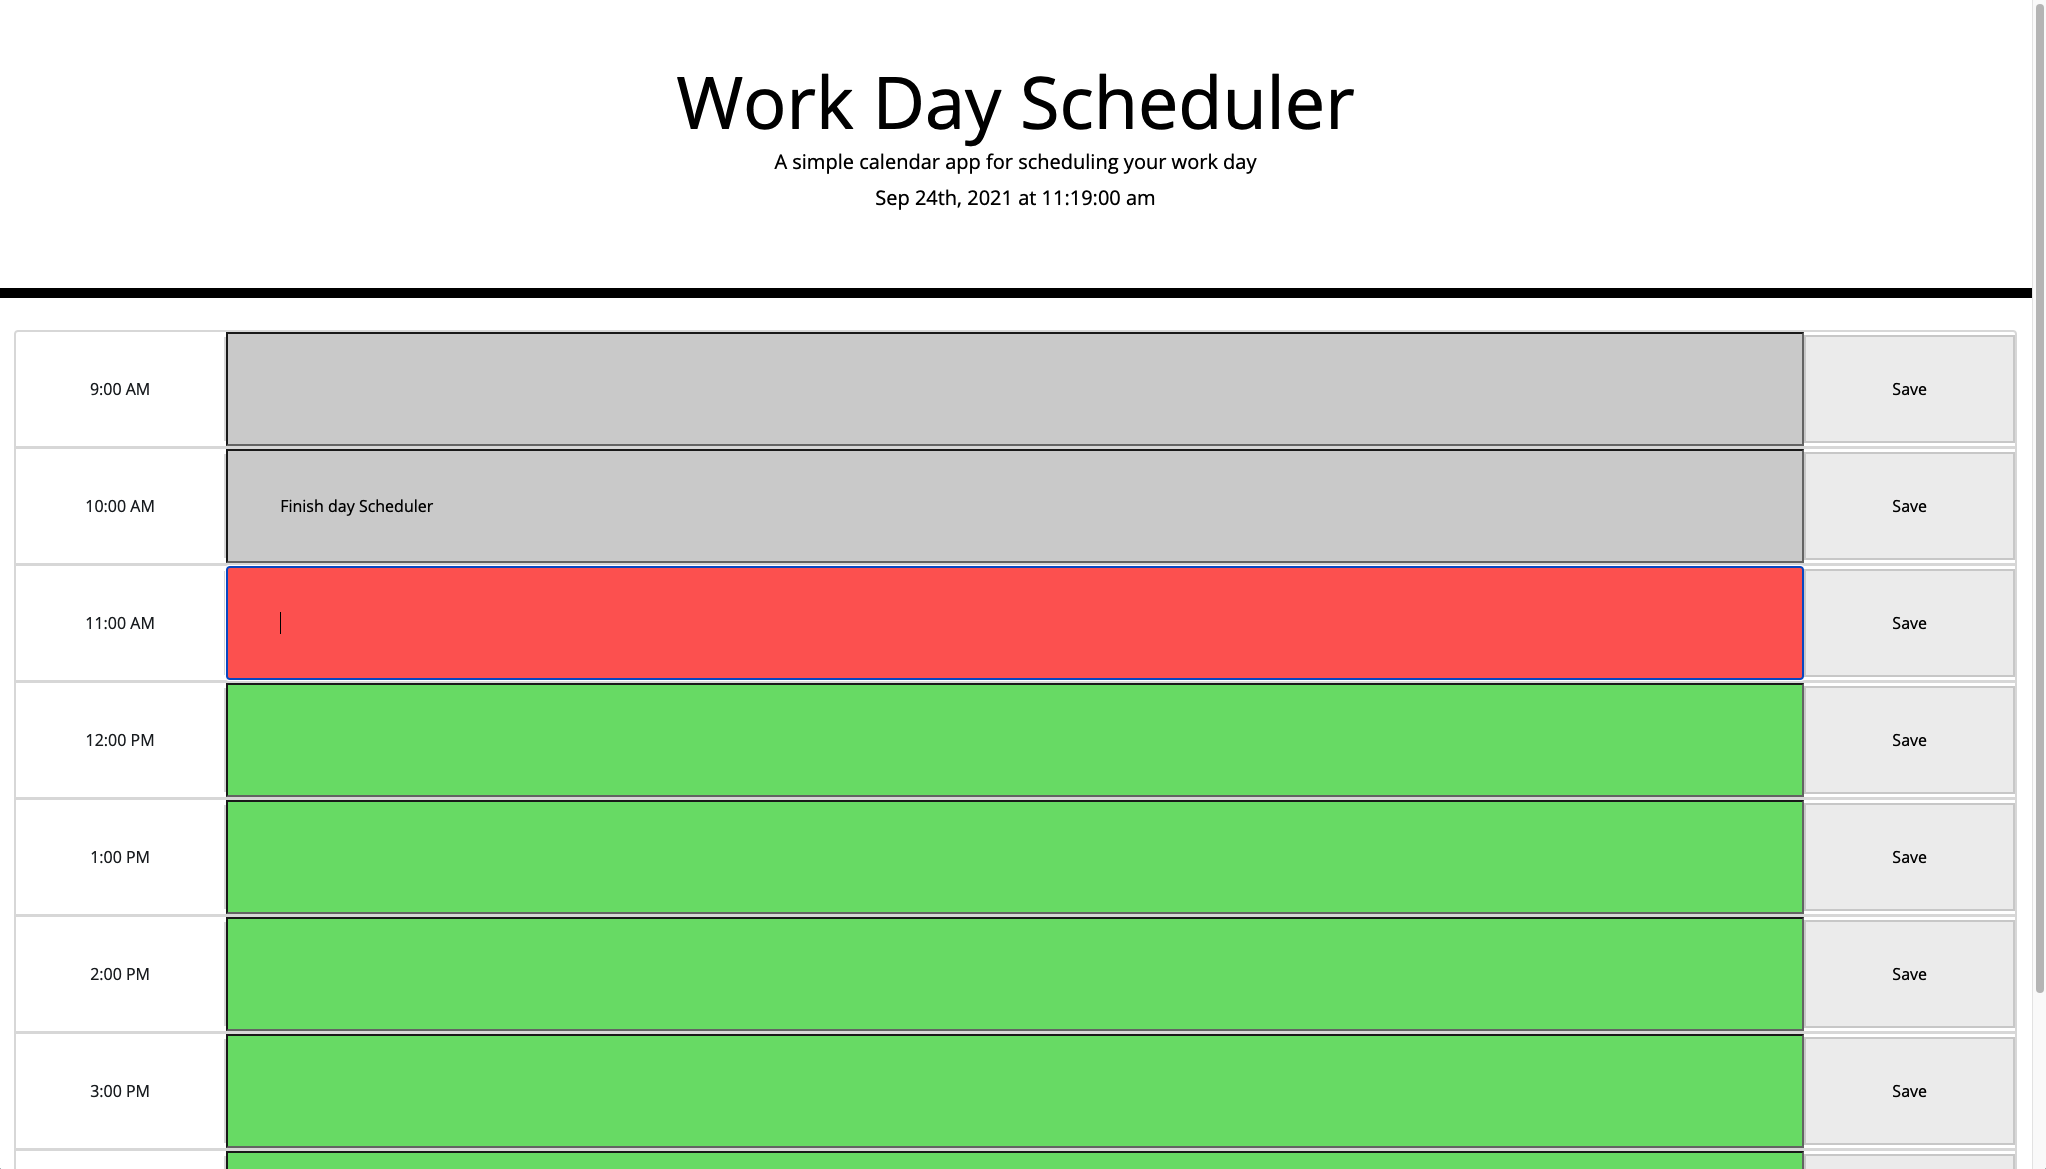 Work Day Scheduler
A simple calendar app for scheduling your work day
Sep 24th, 2021 at 11:19:00 am
9:00 AM Save
10:00 AM Finish day Scheduler Save
11:00 AM Save
12:00 PM Save
1:00 PM Save
2:00 PM Save
3:00 PM Save